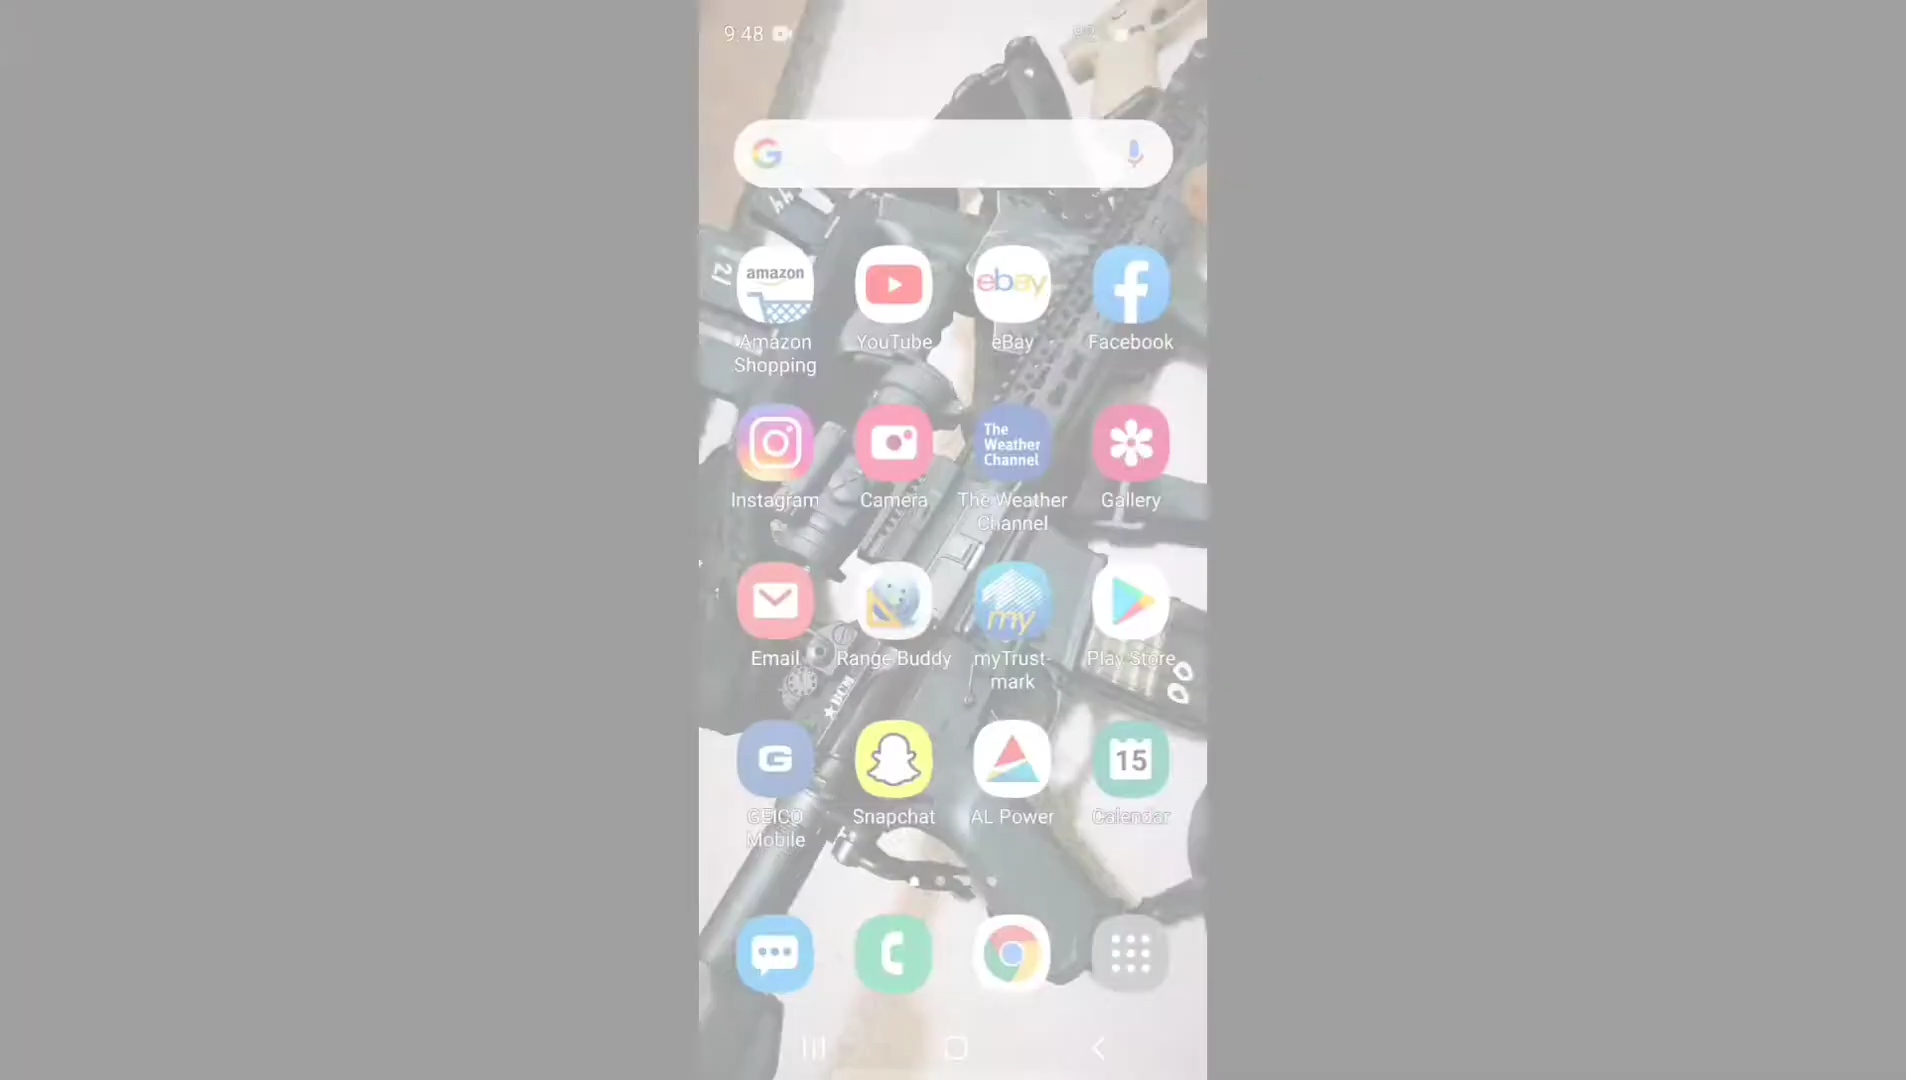 9:48
amazon
ebay
Amazon
Shopping
YouTube
eBay
Facebook
The
Weather
Channel
Instagram
Camera
The Weather
Channel
Gallery
my
Email
Range Buddy
myTrust-
mark
Play Store
BCM
G
15
GEICO
Mobile
Snapchat
AL Power
Calendar